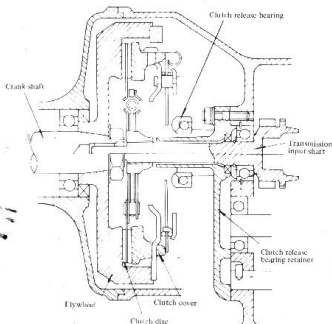 Clutch release bearing
Crank shaft
Transmission
input shaft
Clutch release
bearing retainer
Flywheel
Clutch cover
Clutch disc